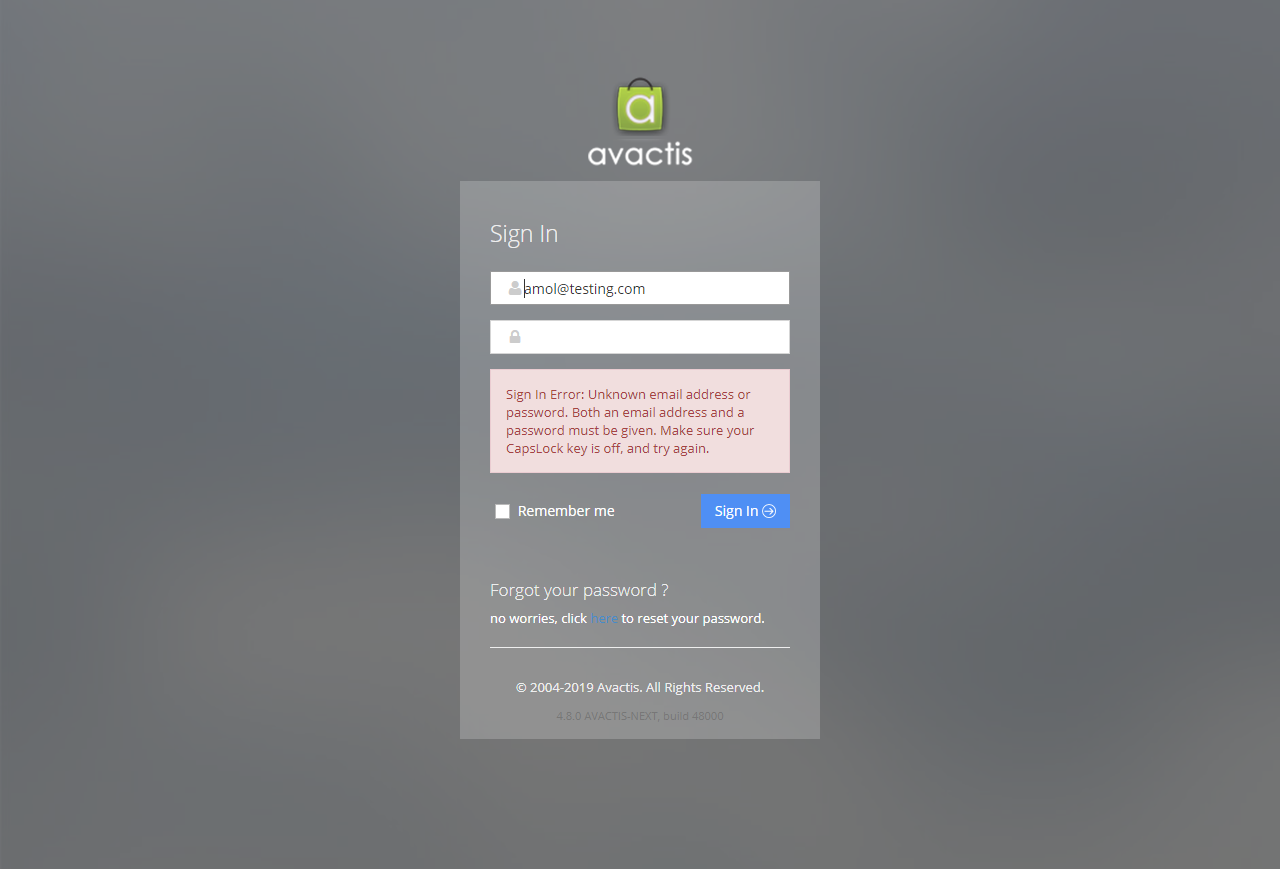 a
avactis
Sign In
amol@testing.com
Sign In Error: Unknown email address or
password. Both an email address and a
password must be given. Make sure your
CapsLock key is off, and try again.
Remember me
Sign In
Forgot your password ?
no worries, click here to reset your password.
© 2004-2019 Avactis. All Rights Reserved.
4.8.0 AVACTIS-NEXT, build 48000